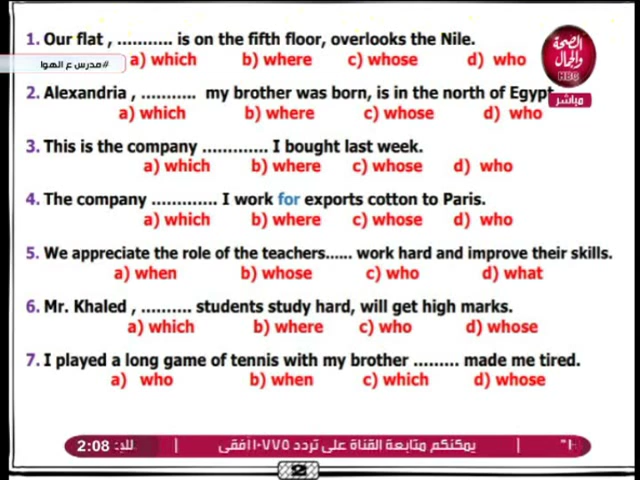 1. Our flat , ........... is on the fifth floor, overlooks the Nile.
a) which b) where c) whose d) who
#مدرس ع الهوا
الصحة والجمال
HBC
مباشر
2. Alexandria , ........... my brother was born, is in the north of Egypt
a) which b) where c) whose d) who
3. This is the company ............. I bought last week.
a) which b) where c) whose d) who
4. The company ............. I work for exports cotton to Paris.
a) which b) where c) whose d) who
5. We appreciate the role of the teachers...... work hard and improve their skills.
a) when b) whose c) who d) what
6. Mr. Khaled , .......... students study hard, will get high marks.
a) which b) where c) who d) whose
7. I played a long game of tennis with my brother ......... made me tired.
a) who b) when c) which d) whose
2:08 | يمكنكم متابعة القناة على تردد ١٠٧٧٥ افقى |
2